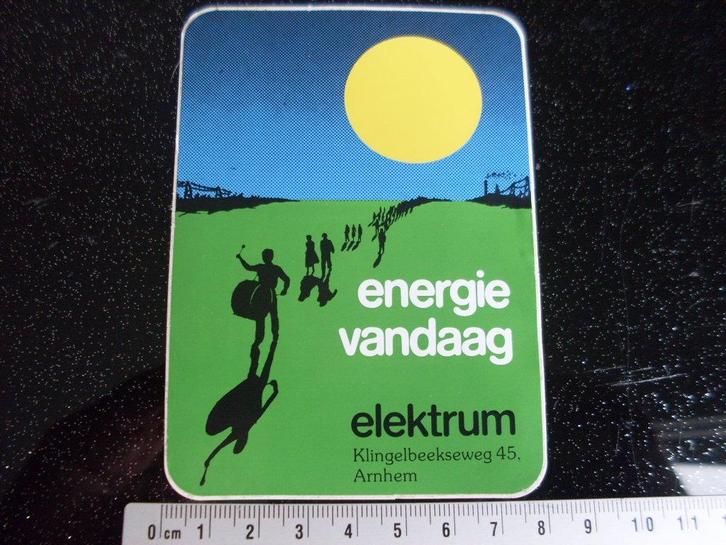 energie
vandaag
elektrum
Klingelbeekseweg 45.
Arnhem
0 cm 1 2 3 4 5 6 7 8 9 10 11